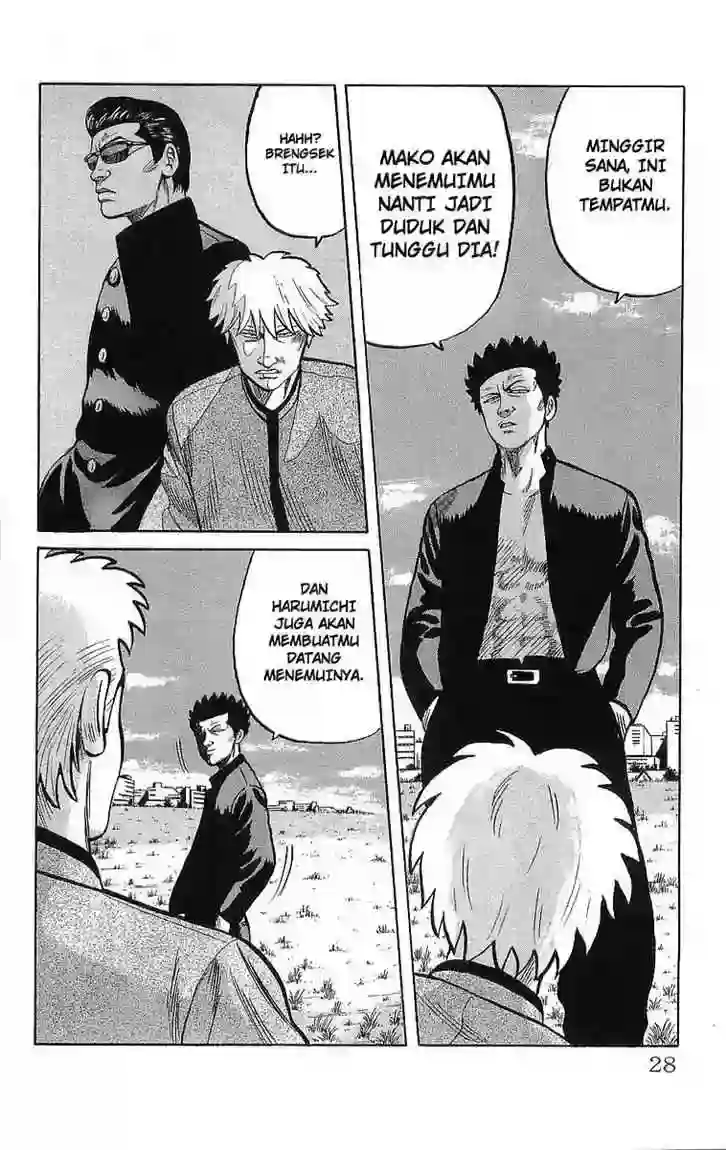 MINGGIR
SANA, INI
BUKAN
TEMPATMU.
MAKO AKAN
MENEMUIMU
NANTI JADI
DUDUK DAN
TUNGGU DIA!
HAHH?
BRENGSEK
ITU...
DAN
HARUMICHI
JUGA AKAN
MEMBUATMU
DATANG
MENEMUINYA.
28